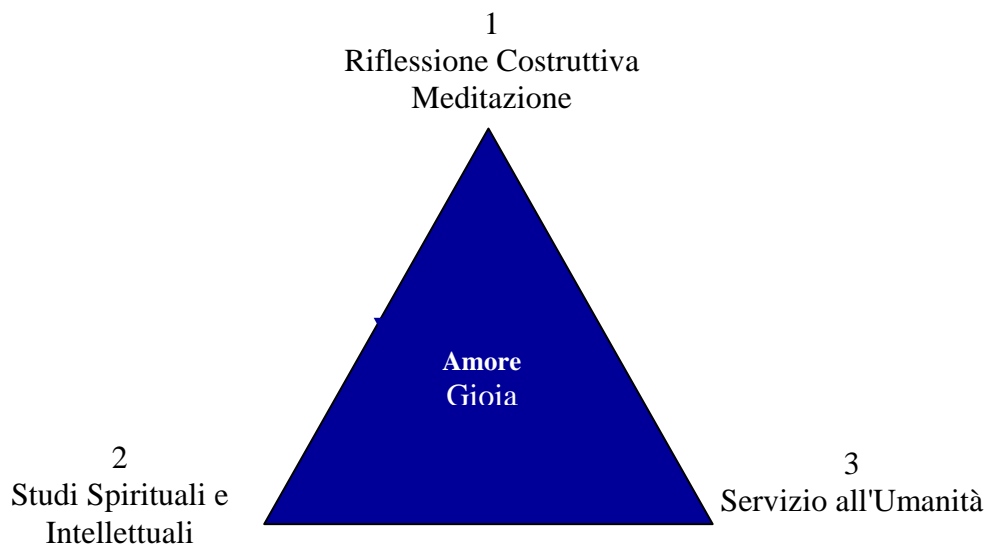 1
Riflessione Costruttiva
Meditazione
Amore
Gioia
2
Studi Spirituali e
Intellettuali
3
Servizio all'Umanità